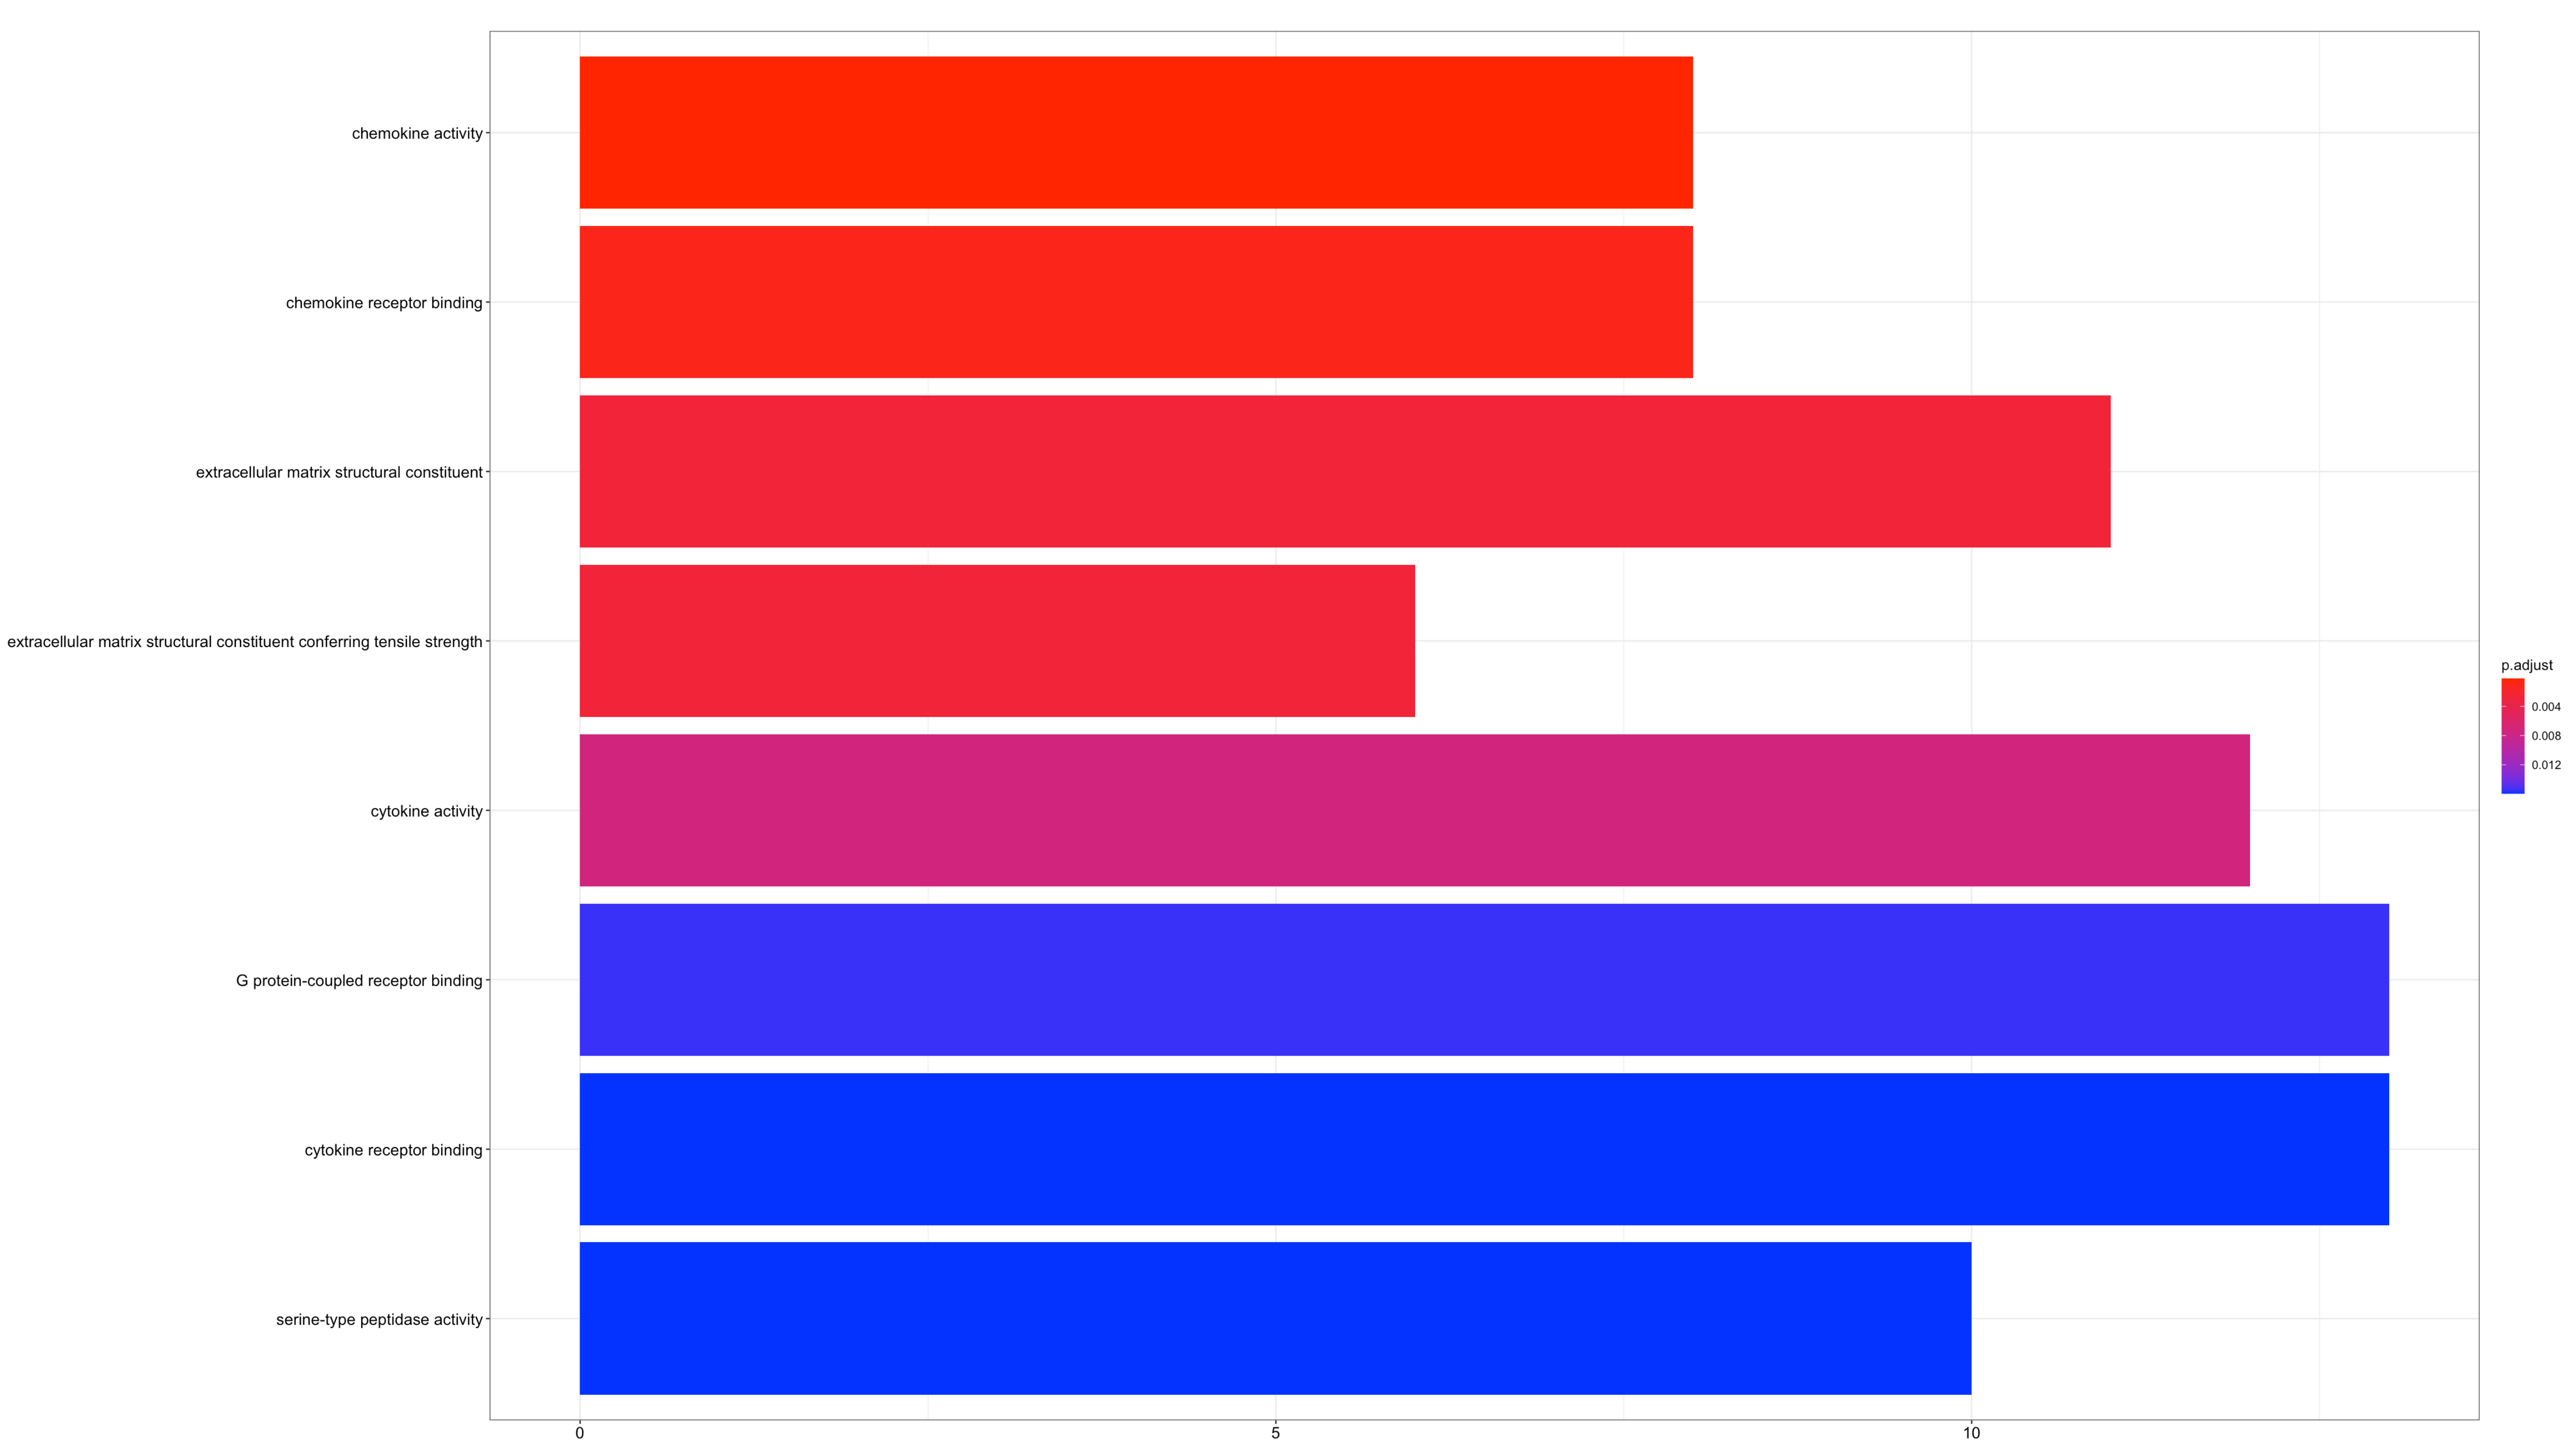 chemokine activity
chemokine receptor binding
extracellular matrix structural constituent
extracellular matrix structural constituent conferring tensile strength
cytokine activity
G protein-coupled receptor binding
cytokine receptor binding
serine-type peptidase activity
0
5
10
p.adjust
0.004
0.008
0.012